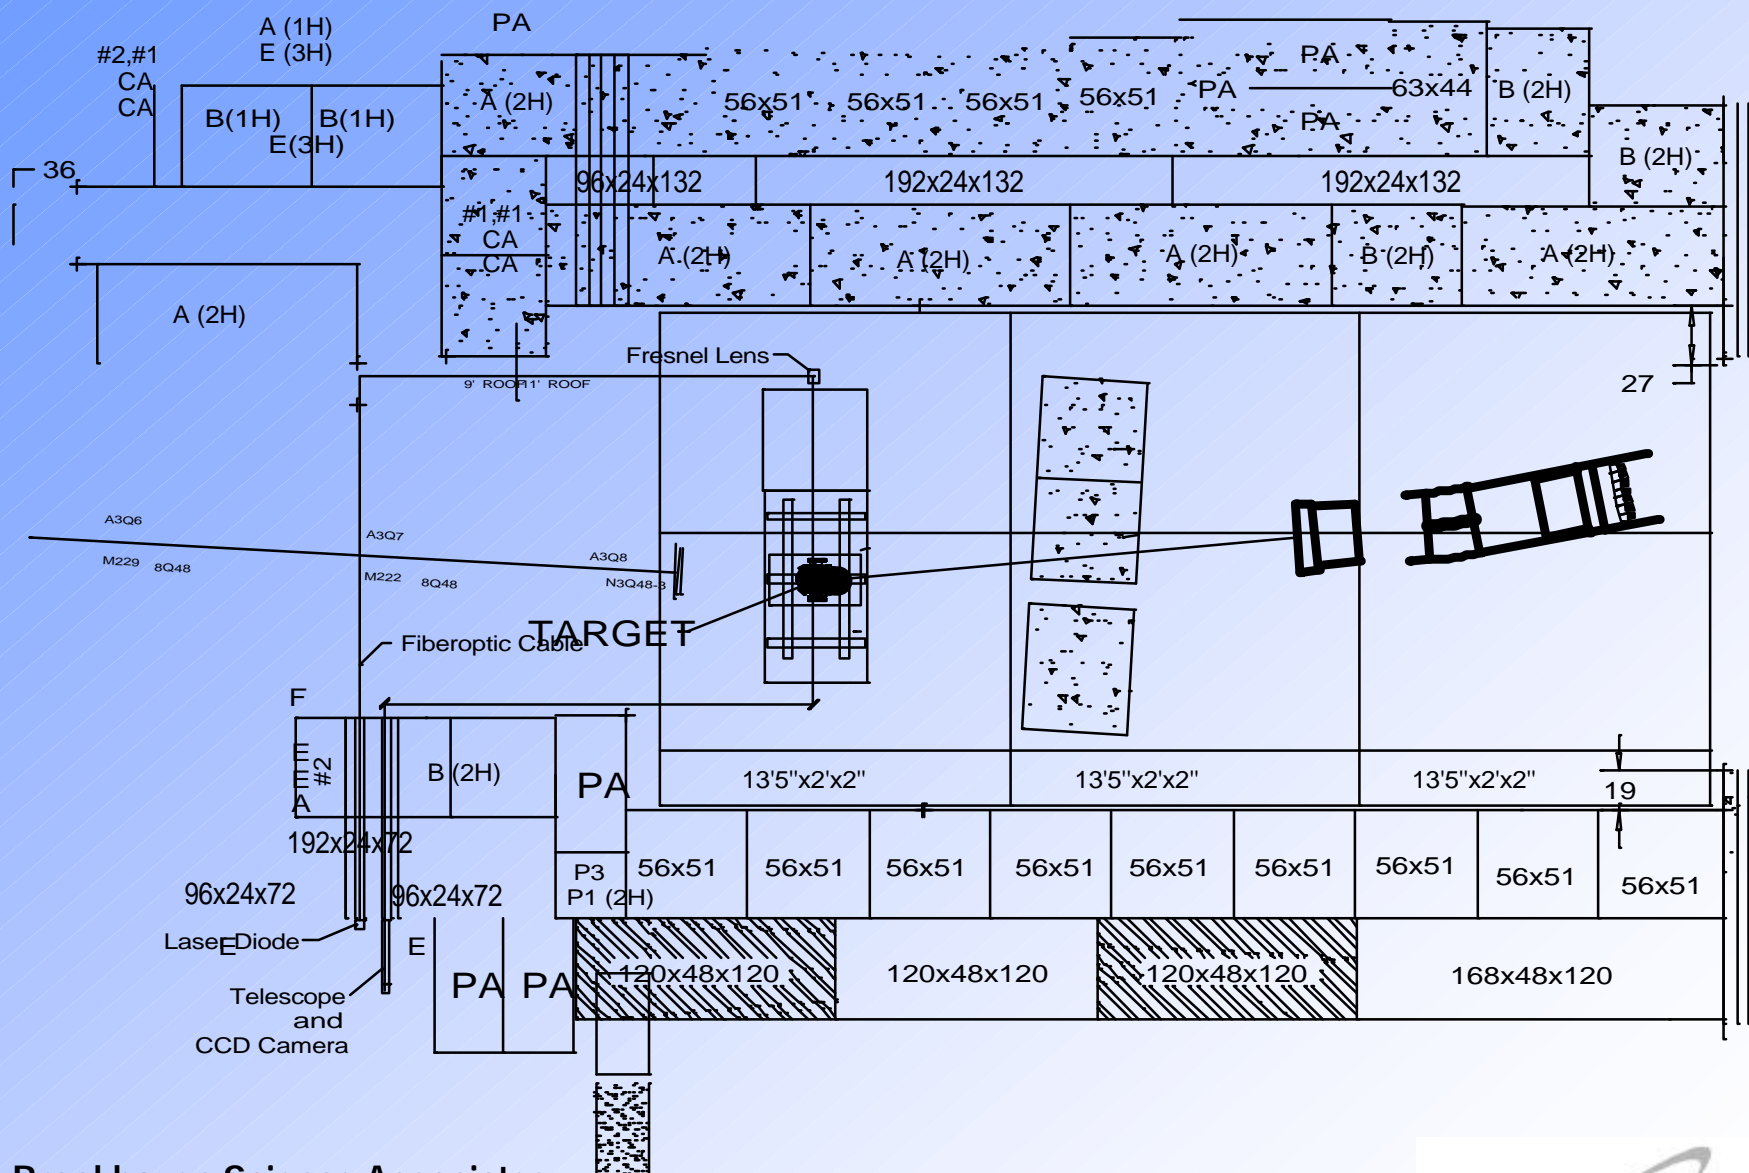 PA
A (1H)
E (3H)
#2,#1
CA
CA
B(1H)
B(1H)
E(3H)
A (2H)
56x51
56x51
56x51
56x51
PA
PA
63x44
PA
B (2H)
B (2H)
36
96x24x132
192x24x132
192x24x132
#1,#1
CA
CA
A (2H)
A (2H)
A (2H)
B (2H)
A (2H)
A (2H)
Fresnel Lens
9' ROOF
11' ROOF
27
A3Q6
A3Q7
A3Q8
M229 8Q48
M222 8Q48
N3Q48-3
TARGET
Fiberoptic Cable
F
E
E
A
#2
B (2H)
PA
13'5"x2'x2"
13'5"x2'x2"
13'5"x2'x2"
19
192x24x72
96x24x72
96x24x72
P3
P1 (2H)
56x51
56x51
56x51
56x51
56x51
56x51
56x51
56x51
56x51
Laser Diode
E
E
PA
PA
120x48x120
120x48x120
120x48x120
168x48x120
Telescope
and
CCD Camera
Brookhaven Science Associates